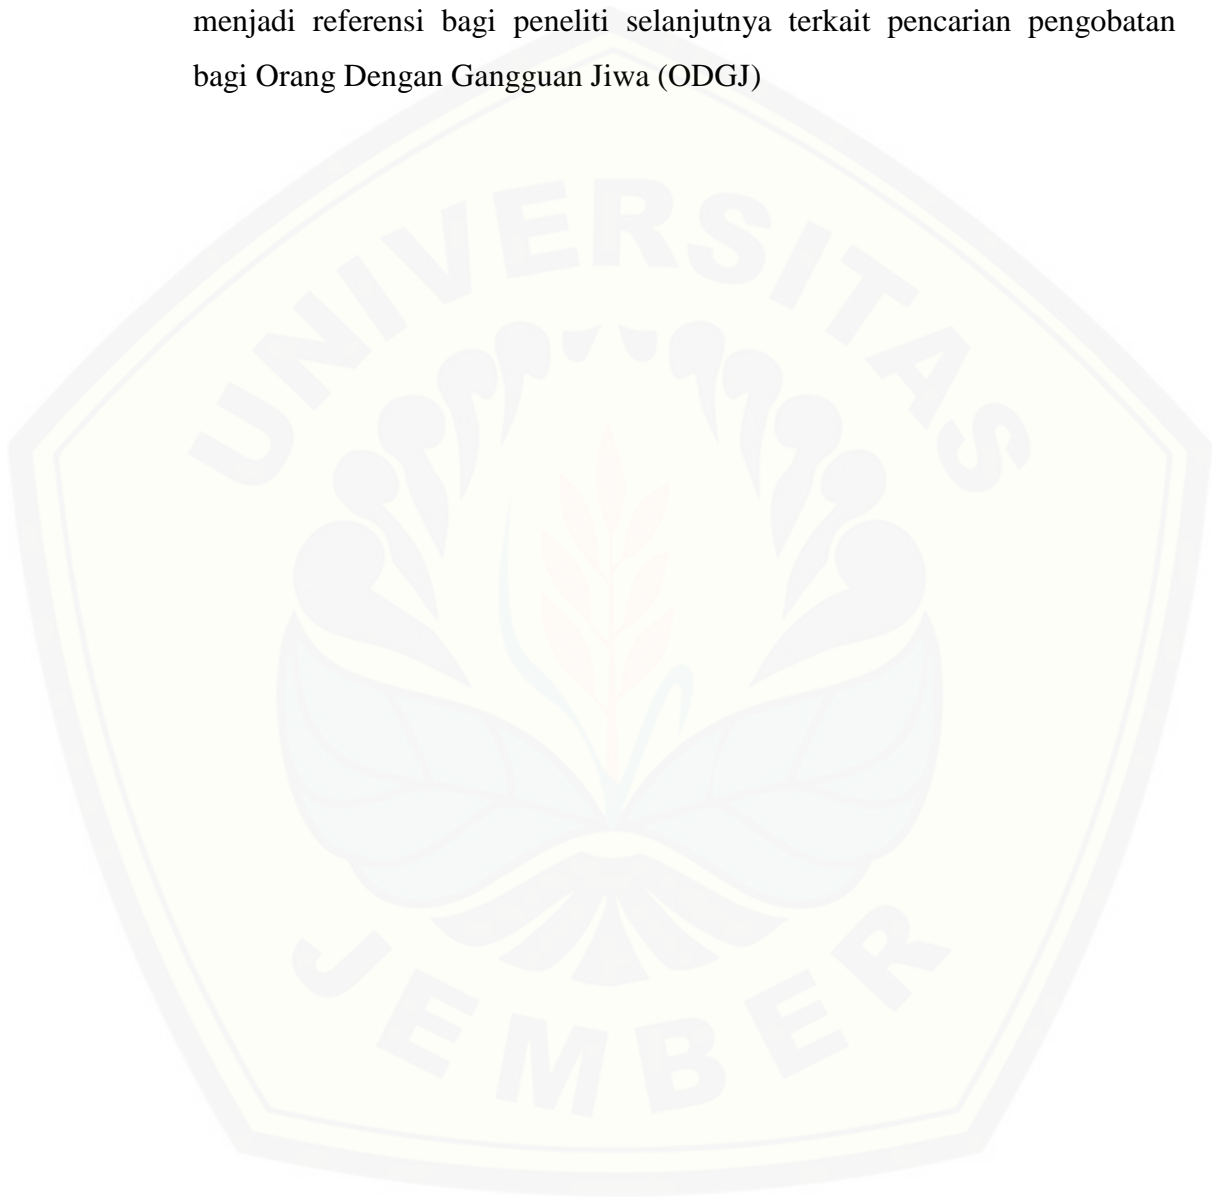 menjadi referensi bagi peneliti selanjutnya terkait pencarian pengobatan
bagi Orang Dengan Gangguan Jiwa (ODGJ)
UNIVERSITAS
JEMBER